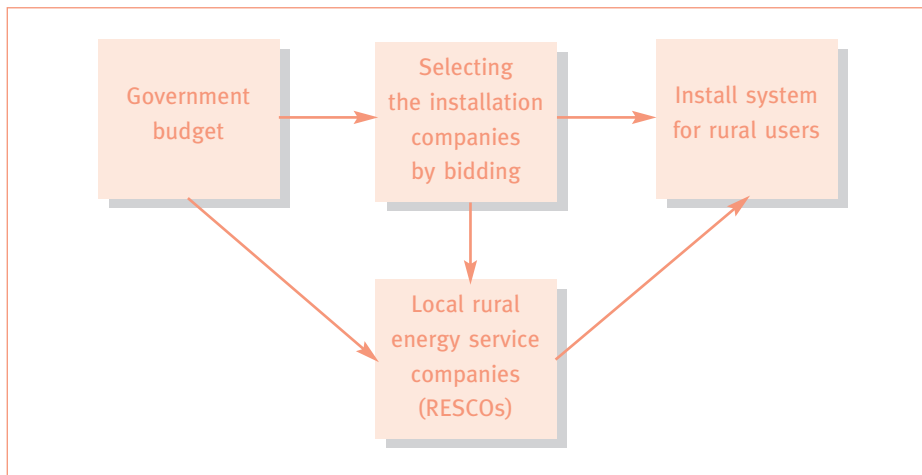 Government
budget
Selecting
the installation
companies
by bidding
Install system
for rural users
Local rural
energy service
companies
(RESCOs)